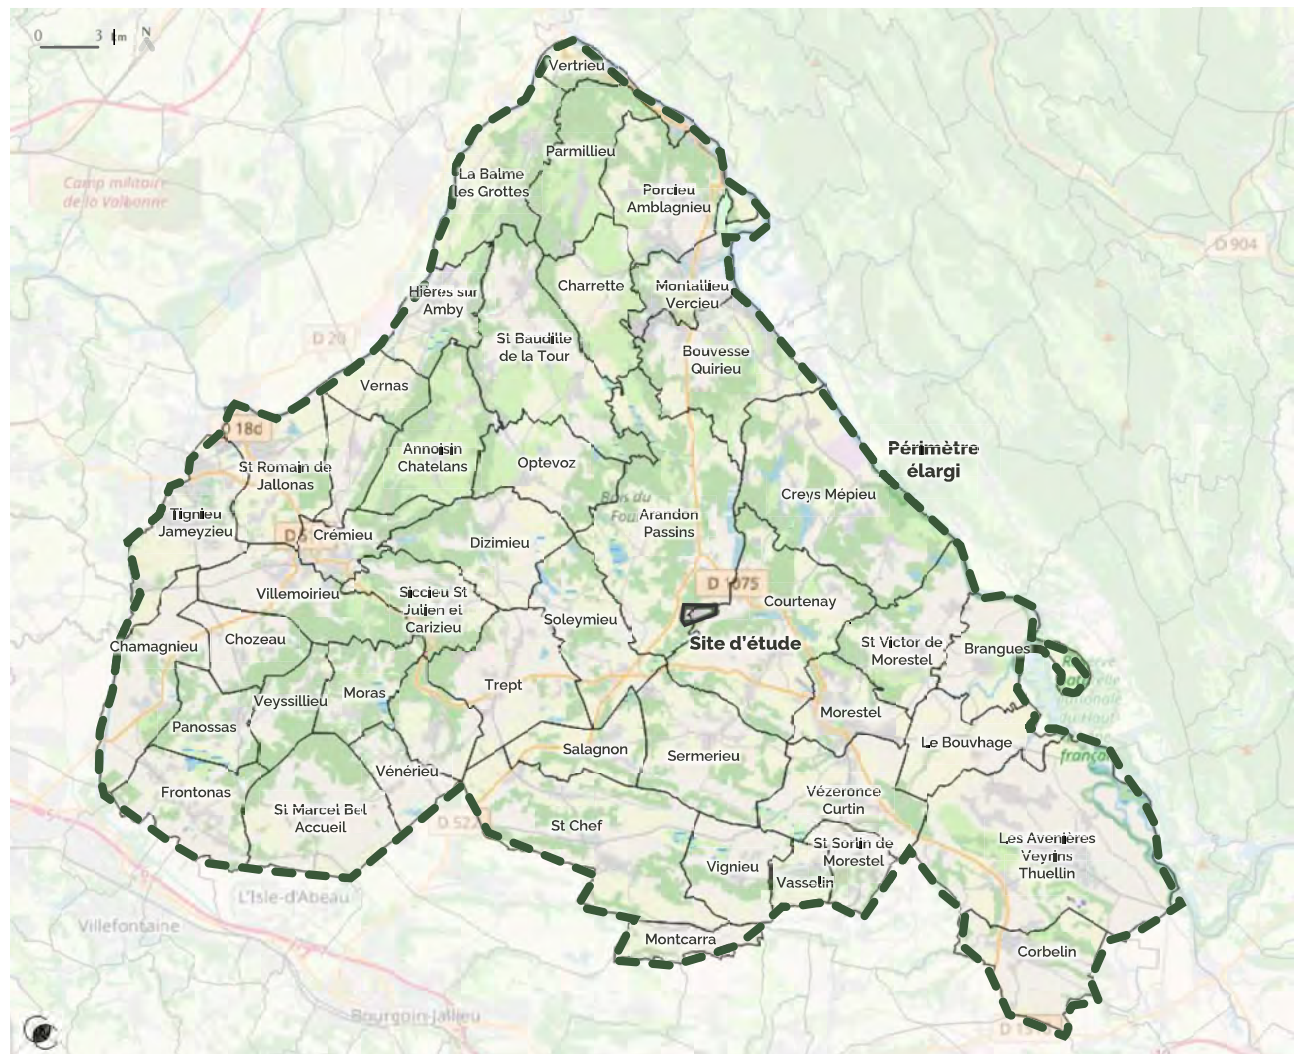 0 3 km N
Vertrieu
Parmillieu
La Balme
les Grottes
Porcieu
Amblagnieu
Camp militaire
de la Valbonne
D 904
Hières sur
Amby
Charrette
Montallieu
Vercieu
D 20
St Baudille
de la Tour
Bouvesse
Quirieu
Vernas
D 18d
Annoisin
Chatelans
Périmètre
élargi
St Romain de
Jallonas
Optevoz
Creys Mépieu
Bois du
Tignieu
Jameyzieu
Arandon
Passins
Crémieu
Dizimieu
D 1075
Villemoirieu
Siccieu St
Julien et
Carizieu
Courtenay
Soleymieu
Site d'étude
Chamagnieu
Chozeau
St Victor de
Morestel
Brangues
Trept
Veyssillieu
Moras
Panossas
Morestel
Salagnon
Sermerieu
Le Bouvhage
du Haut
français
Vénérieu
Frontonas
Vézeronce
Curtin
St Marcel Bel
Accueil
D 522
St Chef
Les Avenières
Veyrins
Thuellin
St Sorlin de
Morestel
Vignieu
Vasselin
L'Isle-d'Abeau
Villefontaine
Montcarra
Corbelin
Bourgoin-Jallieu